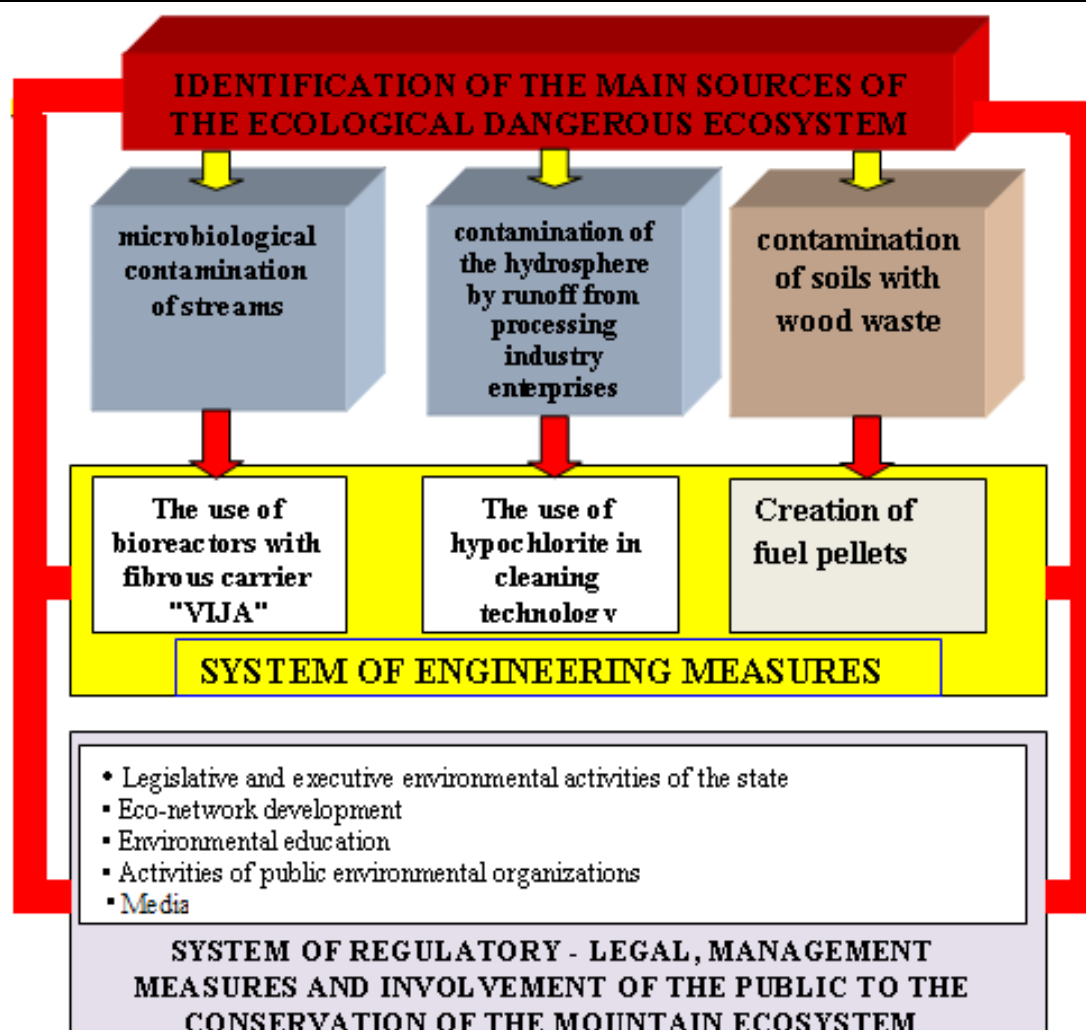 IDENTIFICATION OF THE MAIN SOURCES OF
THE ECOLOGICAL DANGEROUS ECOSYSTEM
microbiological
contamination
of streams
contamination of
the hydrosphere
by runoff from
processing
industry
enterprises
contamination
of soils with
wood waste
The use of
bioreactors with
fibrous carrier
"VIJA"
The use of
hypochlorite in
cleaning
technology
Creation of
fuel pellets
SYSTEM OF ENGINEERING MEASURES
• Legislative and executive environmental activities of the state
▪ Eco-network development
▪ Environmental education
▪ Activities of public environmental organizations
▪ Media
SYSTEM OF REGULATORY - LEGAL, MANAGEMENT
MEASURES AND INVOLVEMENT OF THE PUBLIC TO THE
CONSERVATION OF THE MOUNTAIN ECOSYSTEM